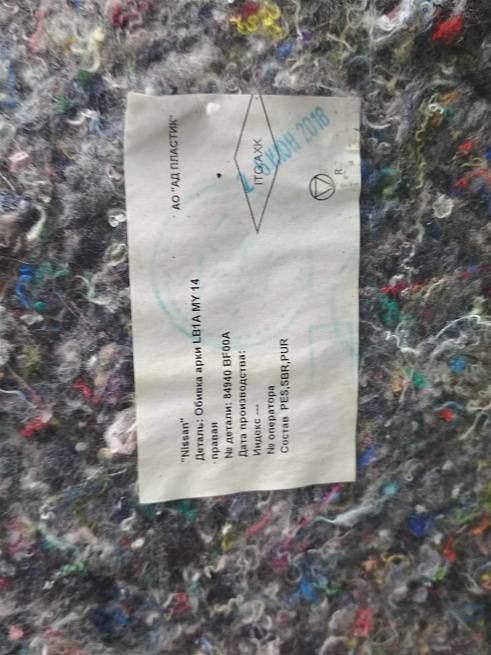 АО "АД ПЛАСТИК"
ІТО АХК
ИЮН 2018
R
"Nissan"
Деталь: Обивка арки LB1A MY 14
правая
№ детали: 84940 BF00A
Дата производства:
Индекс ---
№ оператора
Состав PES,SBR,PUR